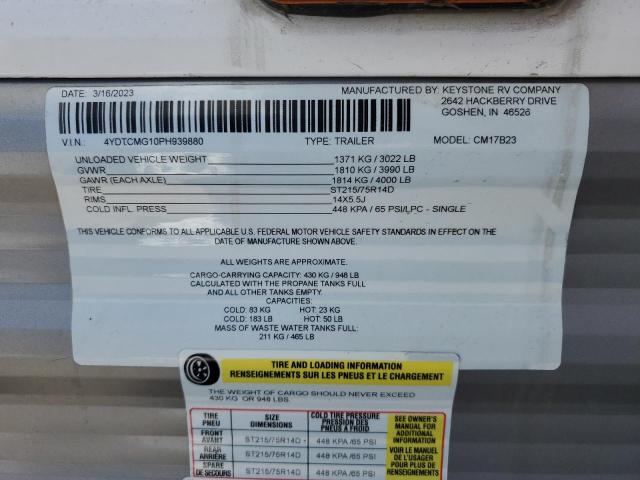 DATE: 3/16/2023
MANUFACTURED BY: KEYSTONE RV COMPANY
2642 HACKBERRY DRIVE
GOSHEN, IN 46526
V.I.N.: 4YDTCMG10PH939880 TYPE: TRAILER MODEL: CM17B23
UNLOADED VEHICLE WEIGHT: 1371 KG / 3022 LB
GVWR 1810 KG / 3990 LB
GAWR (EACH AXLE) 1814 KG / 4000 LB
TIRE ST215/75R14D
RIMS 14X5.5J
COLD INFL. PRESS 448 KPA / 65 PSI/LPC - SINGLE
THIS VEHICLE CONFORMS TO ALL APPLICABLE U.S. FEDERAL MOTOR VEHICLE SAFETY STANDARDS IN EFFECT ON THE
DATE OF MANUFACTURE SHOWN ABOVE.
ALL WEIGHTS ARE APPROXIMATE.
CARGO-CARRYING CAPACITY: 430 KG / 948 LB
CALCULATED WITH THE PROPANE TANKS FULL
AND ALL OTHER TANKS EMPTY.
CAPACITIES:
COLD: 83 KG HOT: 23 KG
COLD: 183 LB HOT: 50 LB
MASS OF WASTE WATER TANKS FULL:
211 KG / 465 LB
TIRE AND LOADING INFORMATION
RENSEIGNEMENTS SUR LES PNEUS ET LE CHARGEMENT
THE WEIGHT OF CARGO SHOULD NEVER EXCEED
430 KG OR 948 LBS.
TIRE
PNEU
SIZE
DIMENSIONS
COLD TIRE PRESSURE
PRESSION DES
PNEUS A FROID
FRONT
AVANT
ST215/75R14D
448 KPA /65 PSI
REAR
ARRIÈRE
ST215/75R14D
448 KPA /65 PSI
SPARE
DE SECOURS
ST215/75R14D
448 KPA /65 PSI
SEE OWNER'S
MANUAL FOR
ADDITIONAL
INFORMATION
VOIR LE MANUEL
DE L'USAGER
POUR PLUS DE
RENSEIGNEMENTS